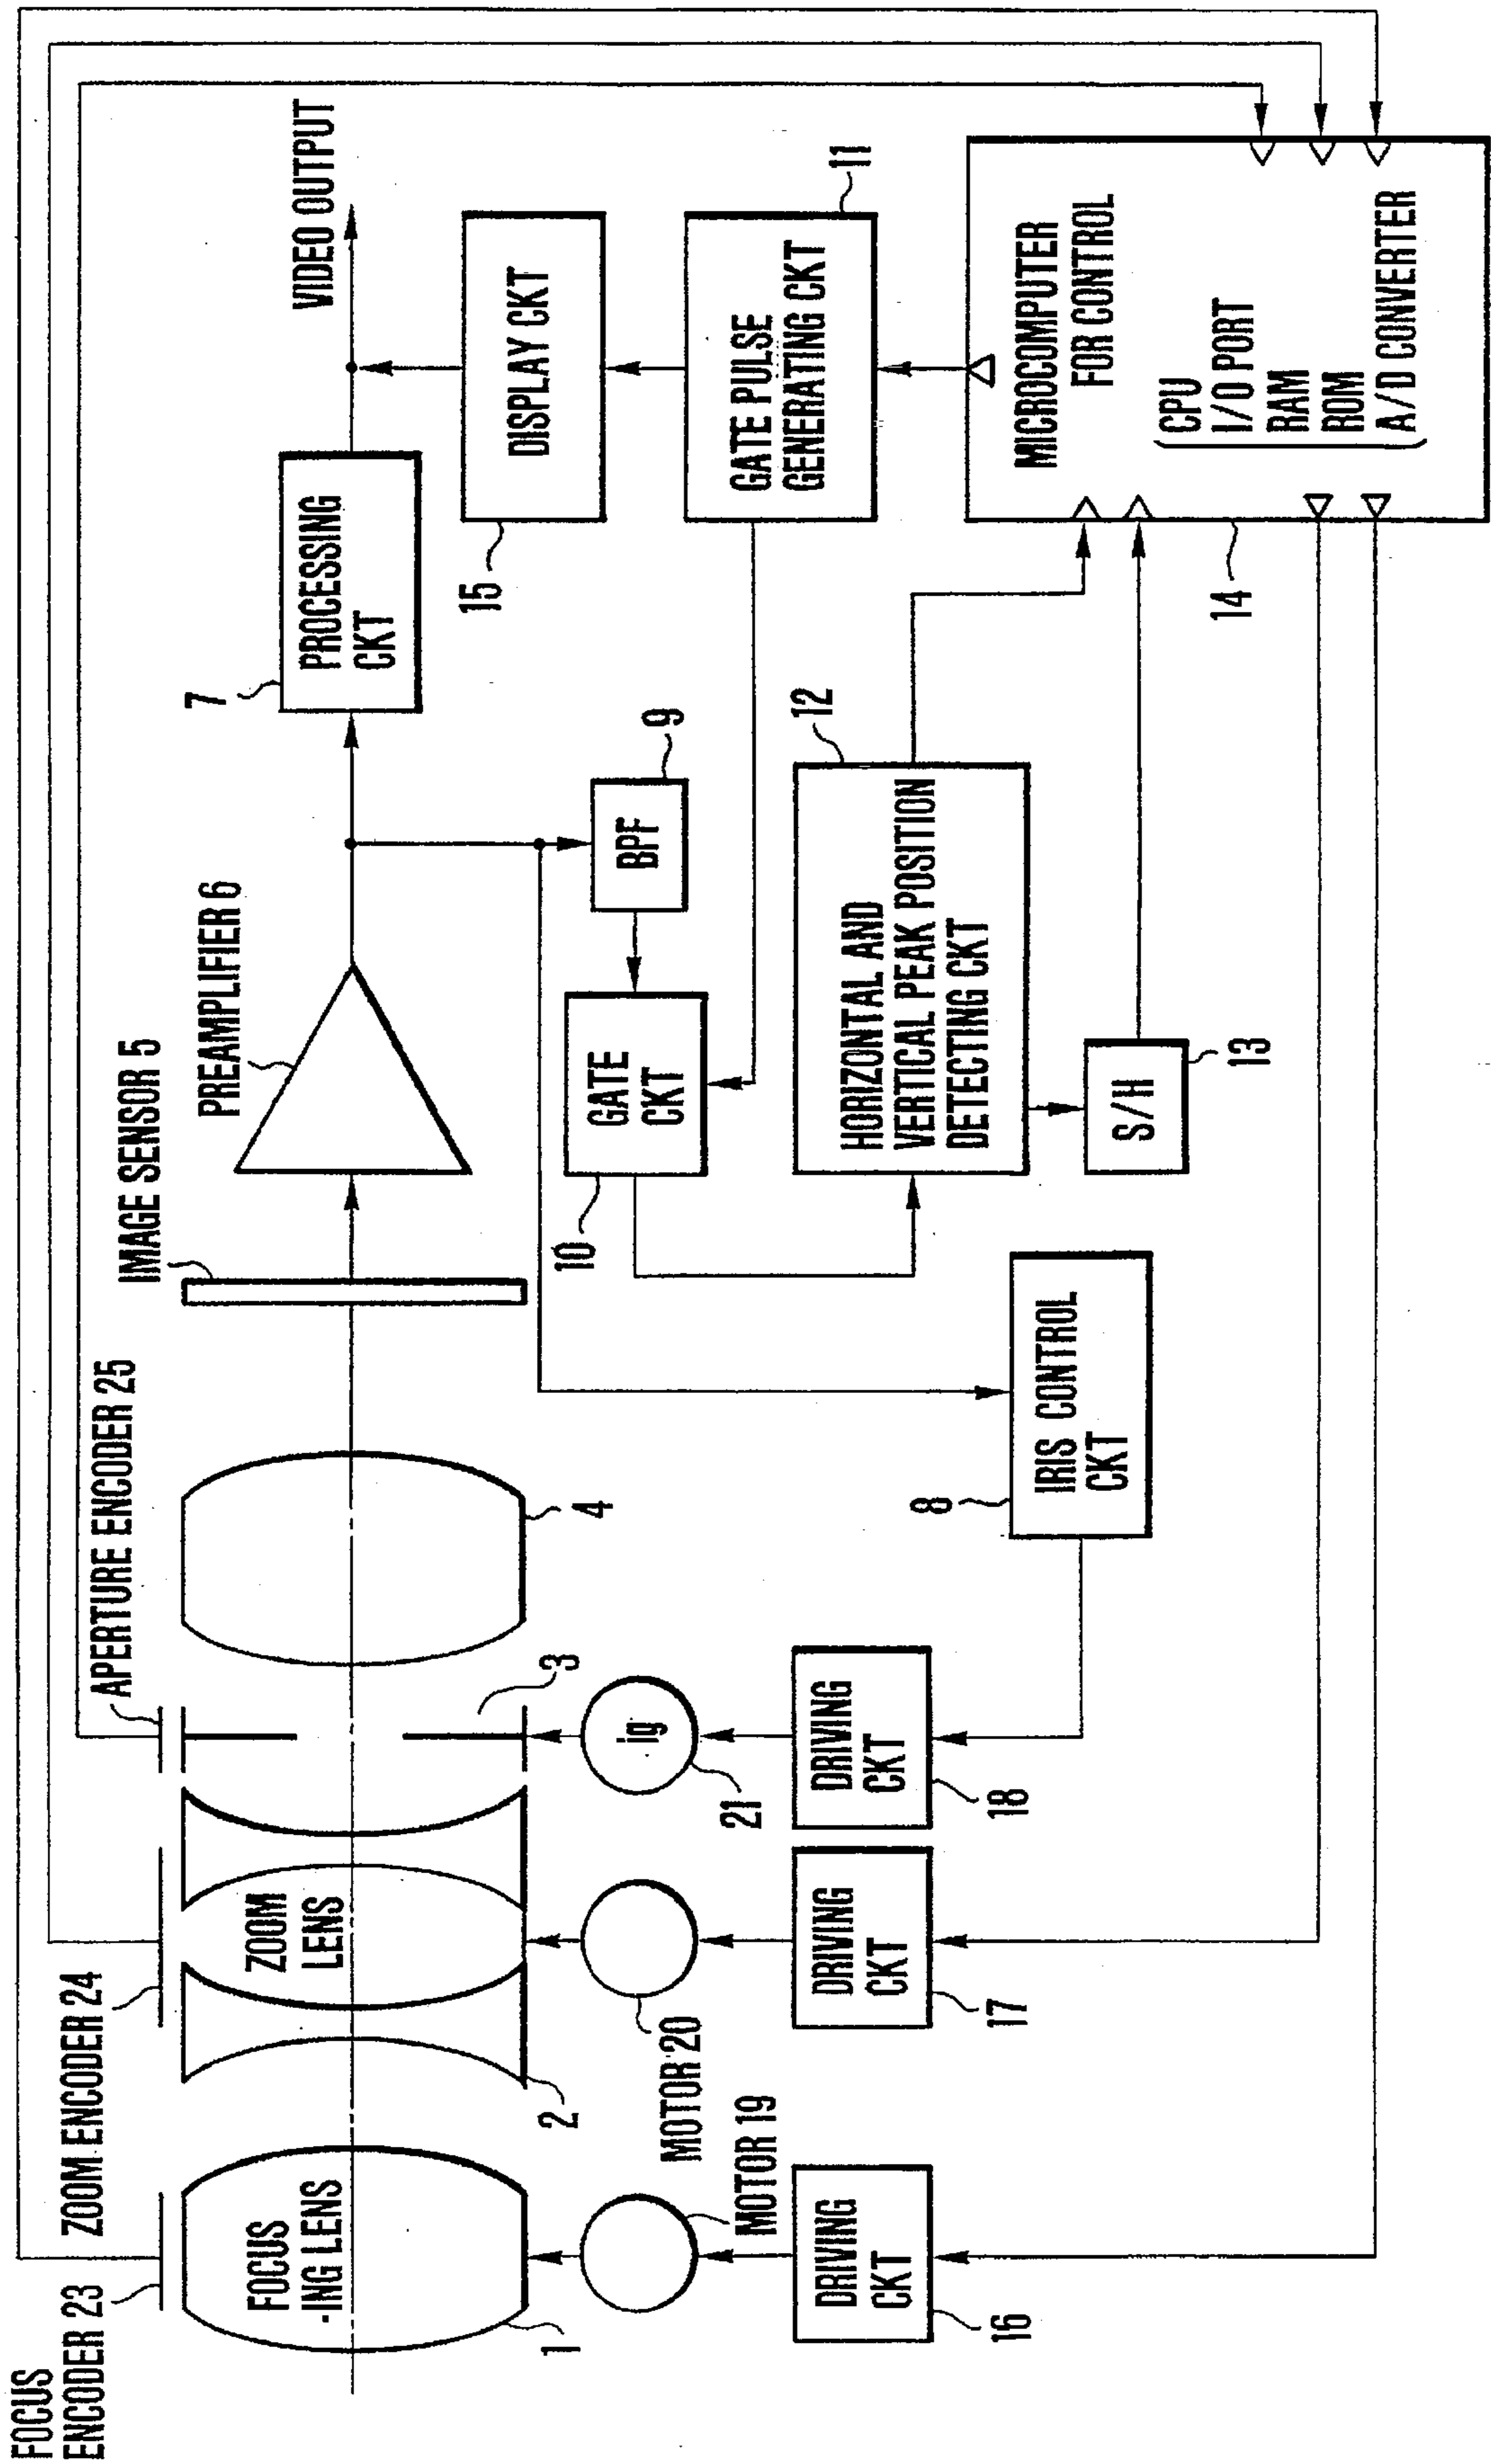 FOCUS
ENCODER 23
ZOOM ENCODER 24
APERTURE ENCODER 25
IMAGE SENSOR 5
PREAMPLIFIER 6
7
PROCESSING
CKT
VIDEO OUTPUT
FOCUS
-ING LENS
1
ZOOM
LENS
2
3
4
MOTOR 19
MOTOR 20
ig
21
DRIVING
CKT
16
DRIVING
CKT
17
DRIVING
CKT
18
8
IRIS CONTROL
CKT
BPF
9
GATE
CKT
10
HORIZONTAL AND
VERTICAL PEAK POSITION
DETECTING CKT
12
S/H
13
DISPLAY CKT
15
GATE PULSE
GENERATING CKT
11
MICROCOMPUTER
FOR CONTROL
CPU
I/O PORT
RAM
ROM
A/D CONVERTER
14